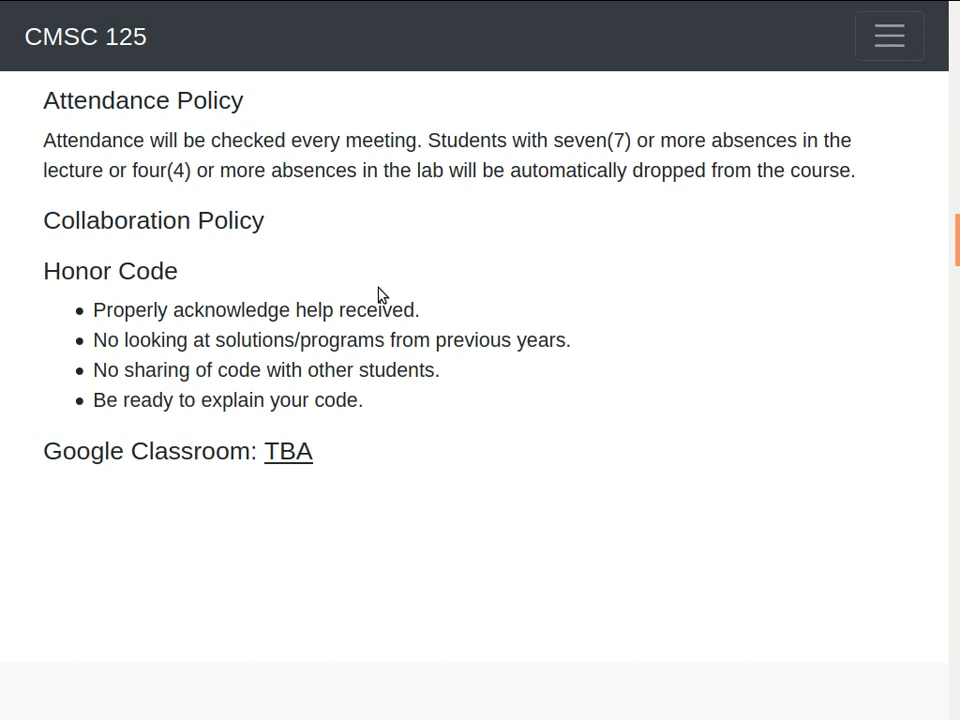 CMSC 125
Attendance Policy
Attendance will be checked every meeting. Students with seven(7) or more absences in the
lecture or four(4) or more absences in the lab will be automatically dropped from the course.
Collaboration Policy
Honor Code
Properly acknowledge help received.
No looking at solutions/programs from previous years.
No sharing of code with other students.
Be ready to explain your code.
Google Classroom: TBA